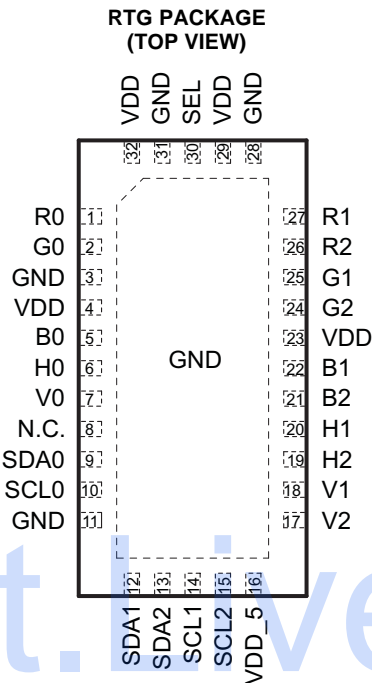 RTG PACKAGE
(TOP VIEW)
VDD
GND
SEL
VDD
GND
32
31
30
29
28
R0 1
G0 2
GND 3
VDD 4
B0 5
H0 6
V0 7
N.C. 8
SDA0 9
SCL0 10
GND 11
GND
27 R1
26 R2
25 G1
24 G2
23 VDD
22 B1
21 B2
20 H1
19 H2
18 V1
17 V2
12
13
14
15
16
SDA1
SDA2
SCL1
SCL2
VDD_5
t.Live